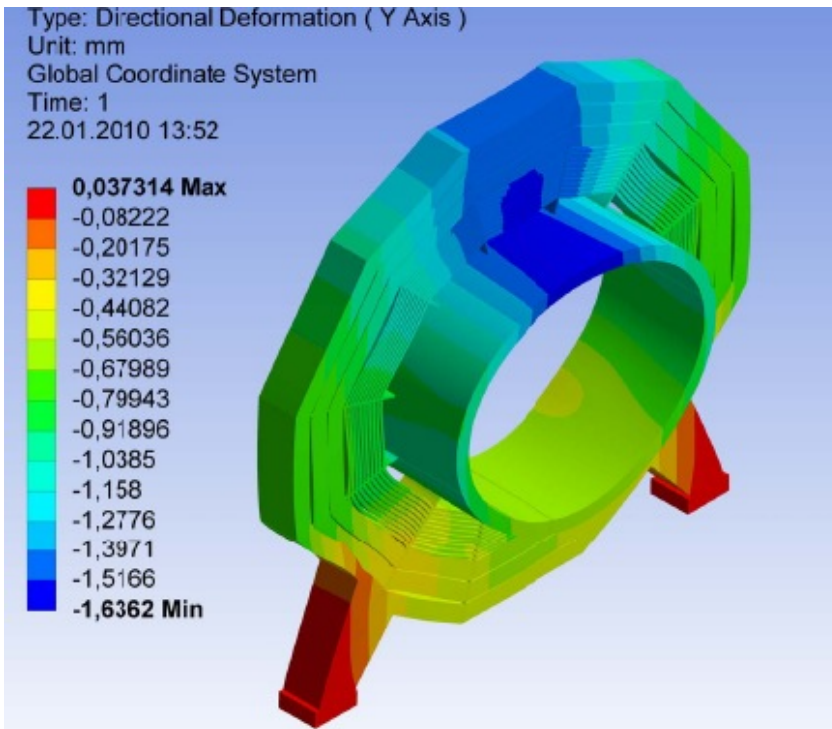 Type: Directional Deformation ( Y Axis )
Unit: mm
Global Coordinate System
Time: 1
22.01.2010 13:52
0,037314 Max
-0,08222
-0,20175
-0,32129
-0,44082
-0,56036
-0,67989
-0,79943
-0,91896
-1,0385
-1,158
-1,2776
-1,3971
-1,5166
-1,6362 Min